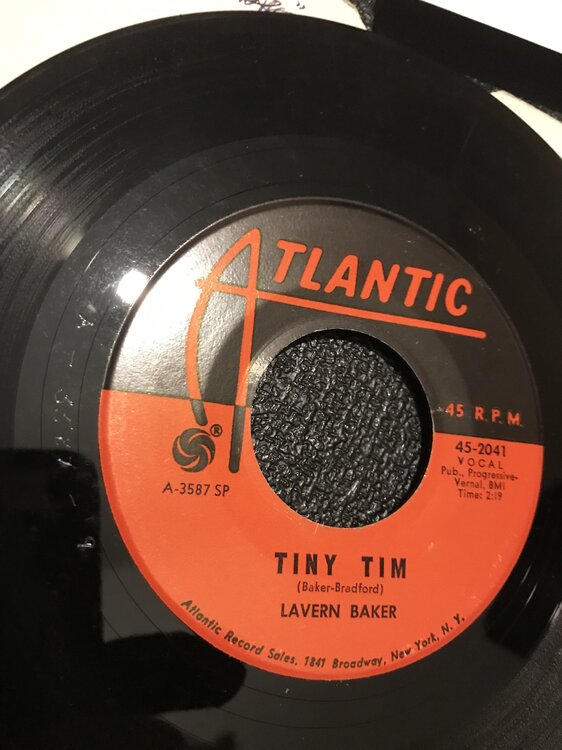 ATLANTIC
45 R.P.M.
®
A-3587 SP
45-2041
VOCAL
Pub., Progressive-
Vernal, BMI
Time: 2:19
TINY TIM
(Baker-Bradford)
LAVERN BAKER
Atlantic Record Sales, 1841 Broadway, New York, N. Y.